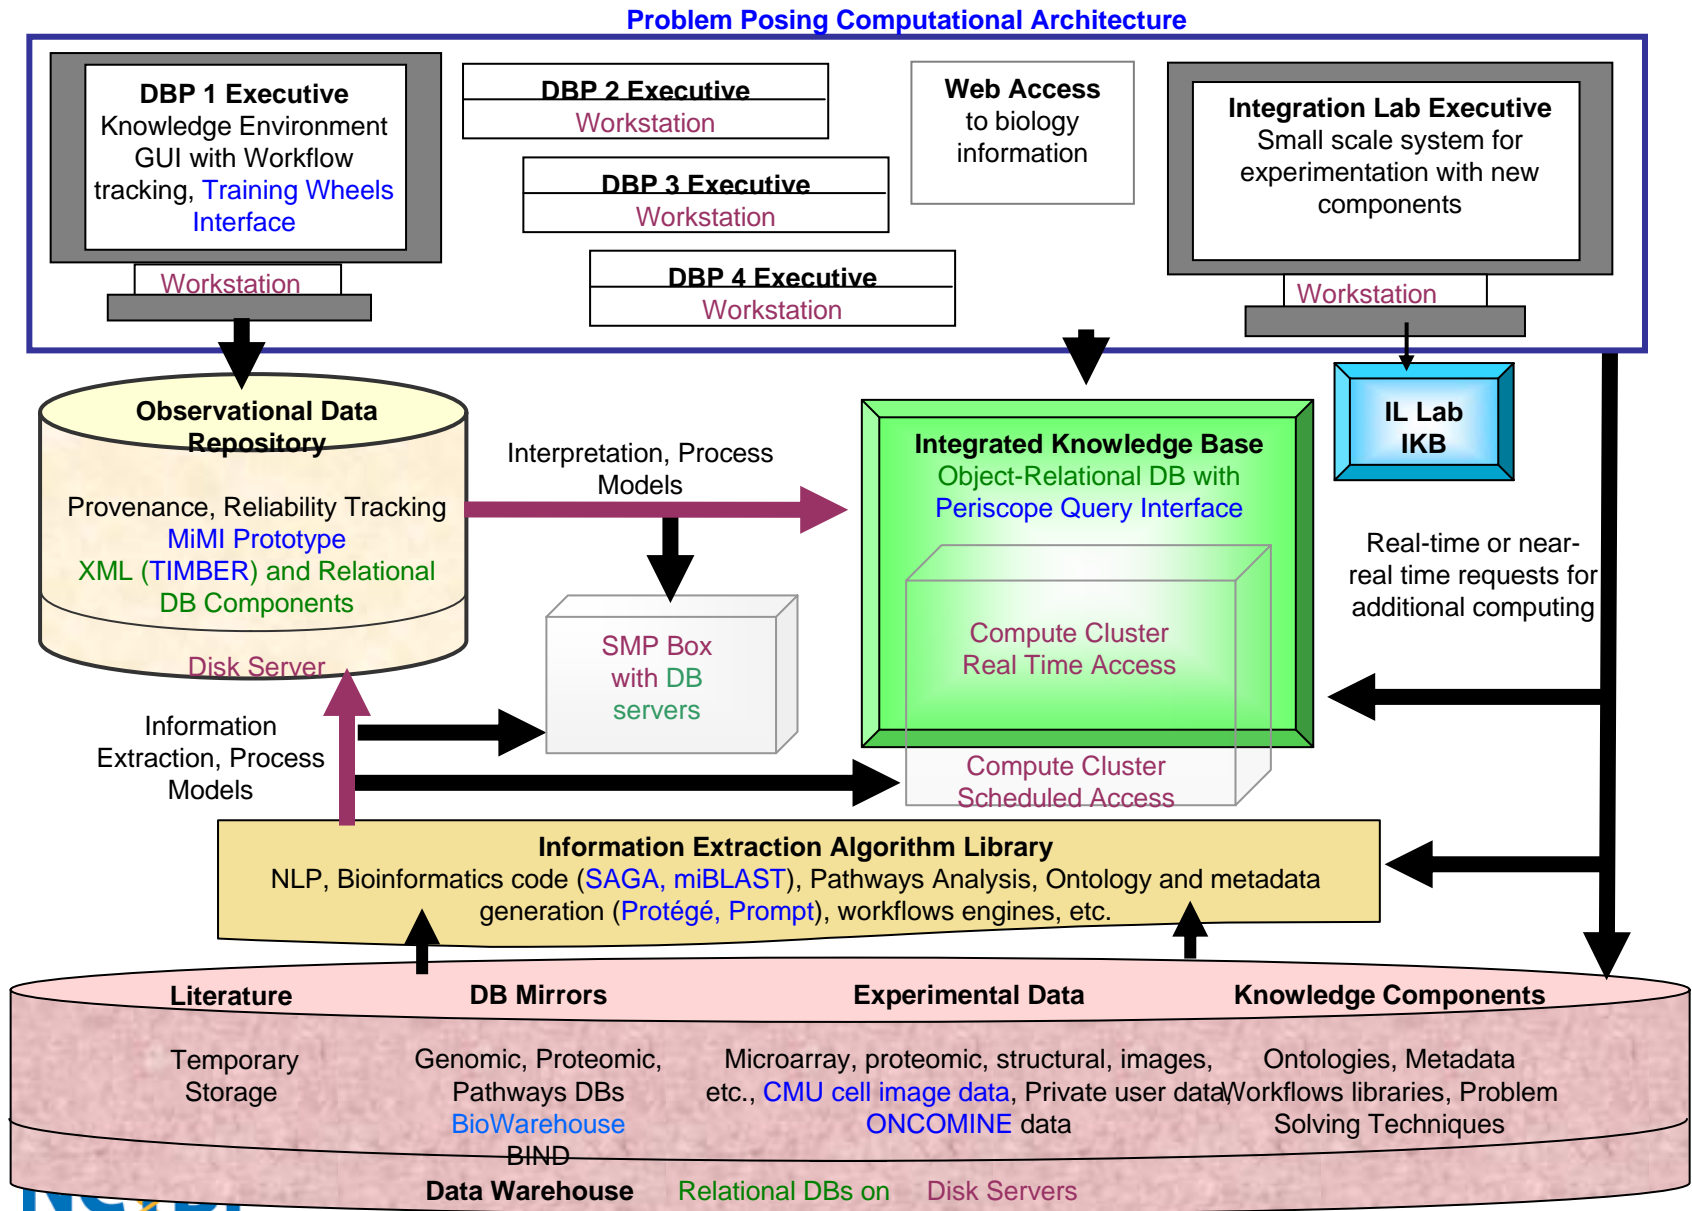 Problem Posing Computational Architecture
DBP 1 Executive
Knowledge Environment
GUI with Workflow
tracking, Training Wheels
Interface
Workstation
DBP 2 Executive
Workstation
DBP 3 Executive
Workstation
DBP 4 Executive
Workstation
Web Access
to biology
information
Integration Lab Executive
Small scale system for
experimentation with new
components
Workstation
Observational Data
Repository
Provenance, Reliability Tracking
MiMI Prototype
XML (TIMBER) and Relational
DB Components
Disk Server
Interpretation, Process
Models
Integrated Knowledge Base
Object-Relational DB with
Periscope Query Interface
IL Lab
IKB
Real-time or near-
real time requests for
additional computing
SMP Box
with DB
servers
Compute Cluster
Real Time Access
Compute Cluster
Scheduled Access
Information
Extraction, Process
Models
Information Extraction Algorithm Library
NLP, Bioinformatics code (SAGA, miBLAST), Pathways Analysis, Ontology and metadata
generation (Protégé, Prompt), workflows engines, etc.
Literature
Temporary
Storage
DB Mirrors
Genomic, Proteomic,
Pathways DBs
BioWarehouse
BIND
Experimental Data
Microarray, proteomic, structural, images,
etc., CMU cell image data, Private user data,
ONCOMINE data
Knowledge Components
Ontologies, Metadata
Workflows libraries, Problem
Solving Techniques
Data Warehouse Relational DBs on Disk Servers